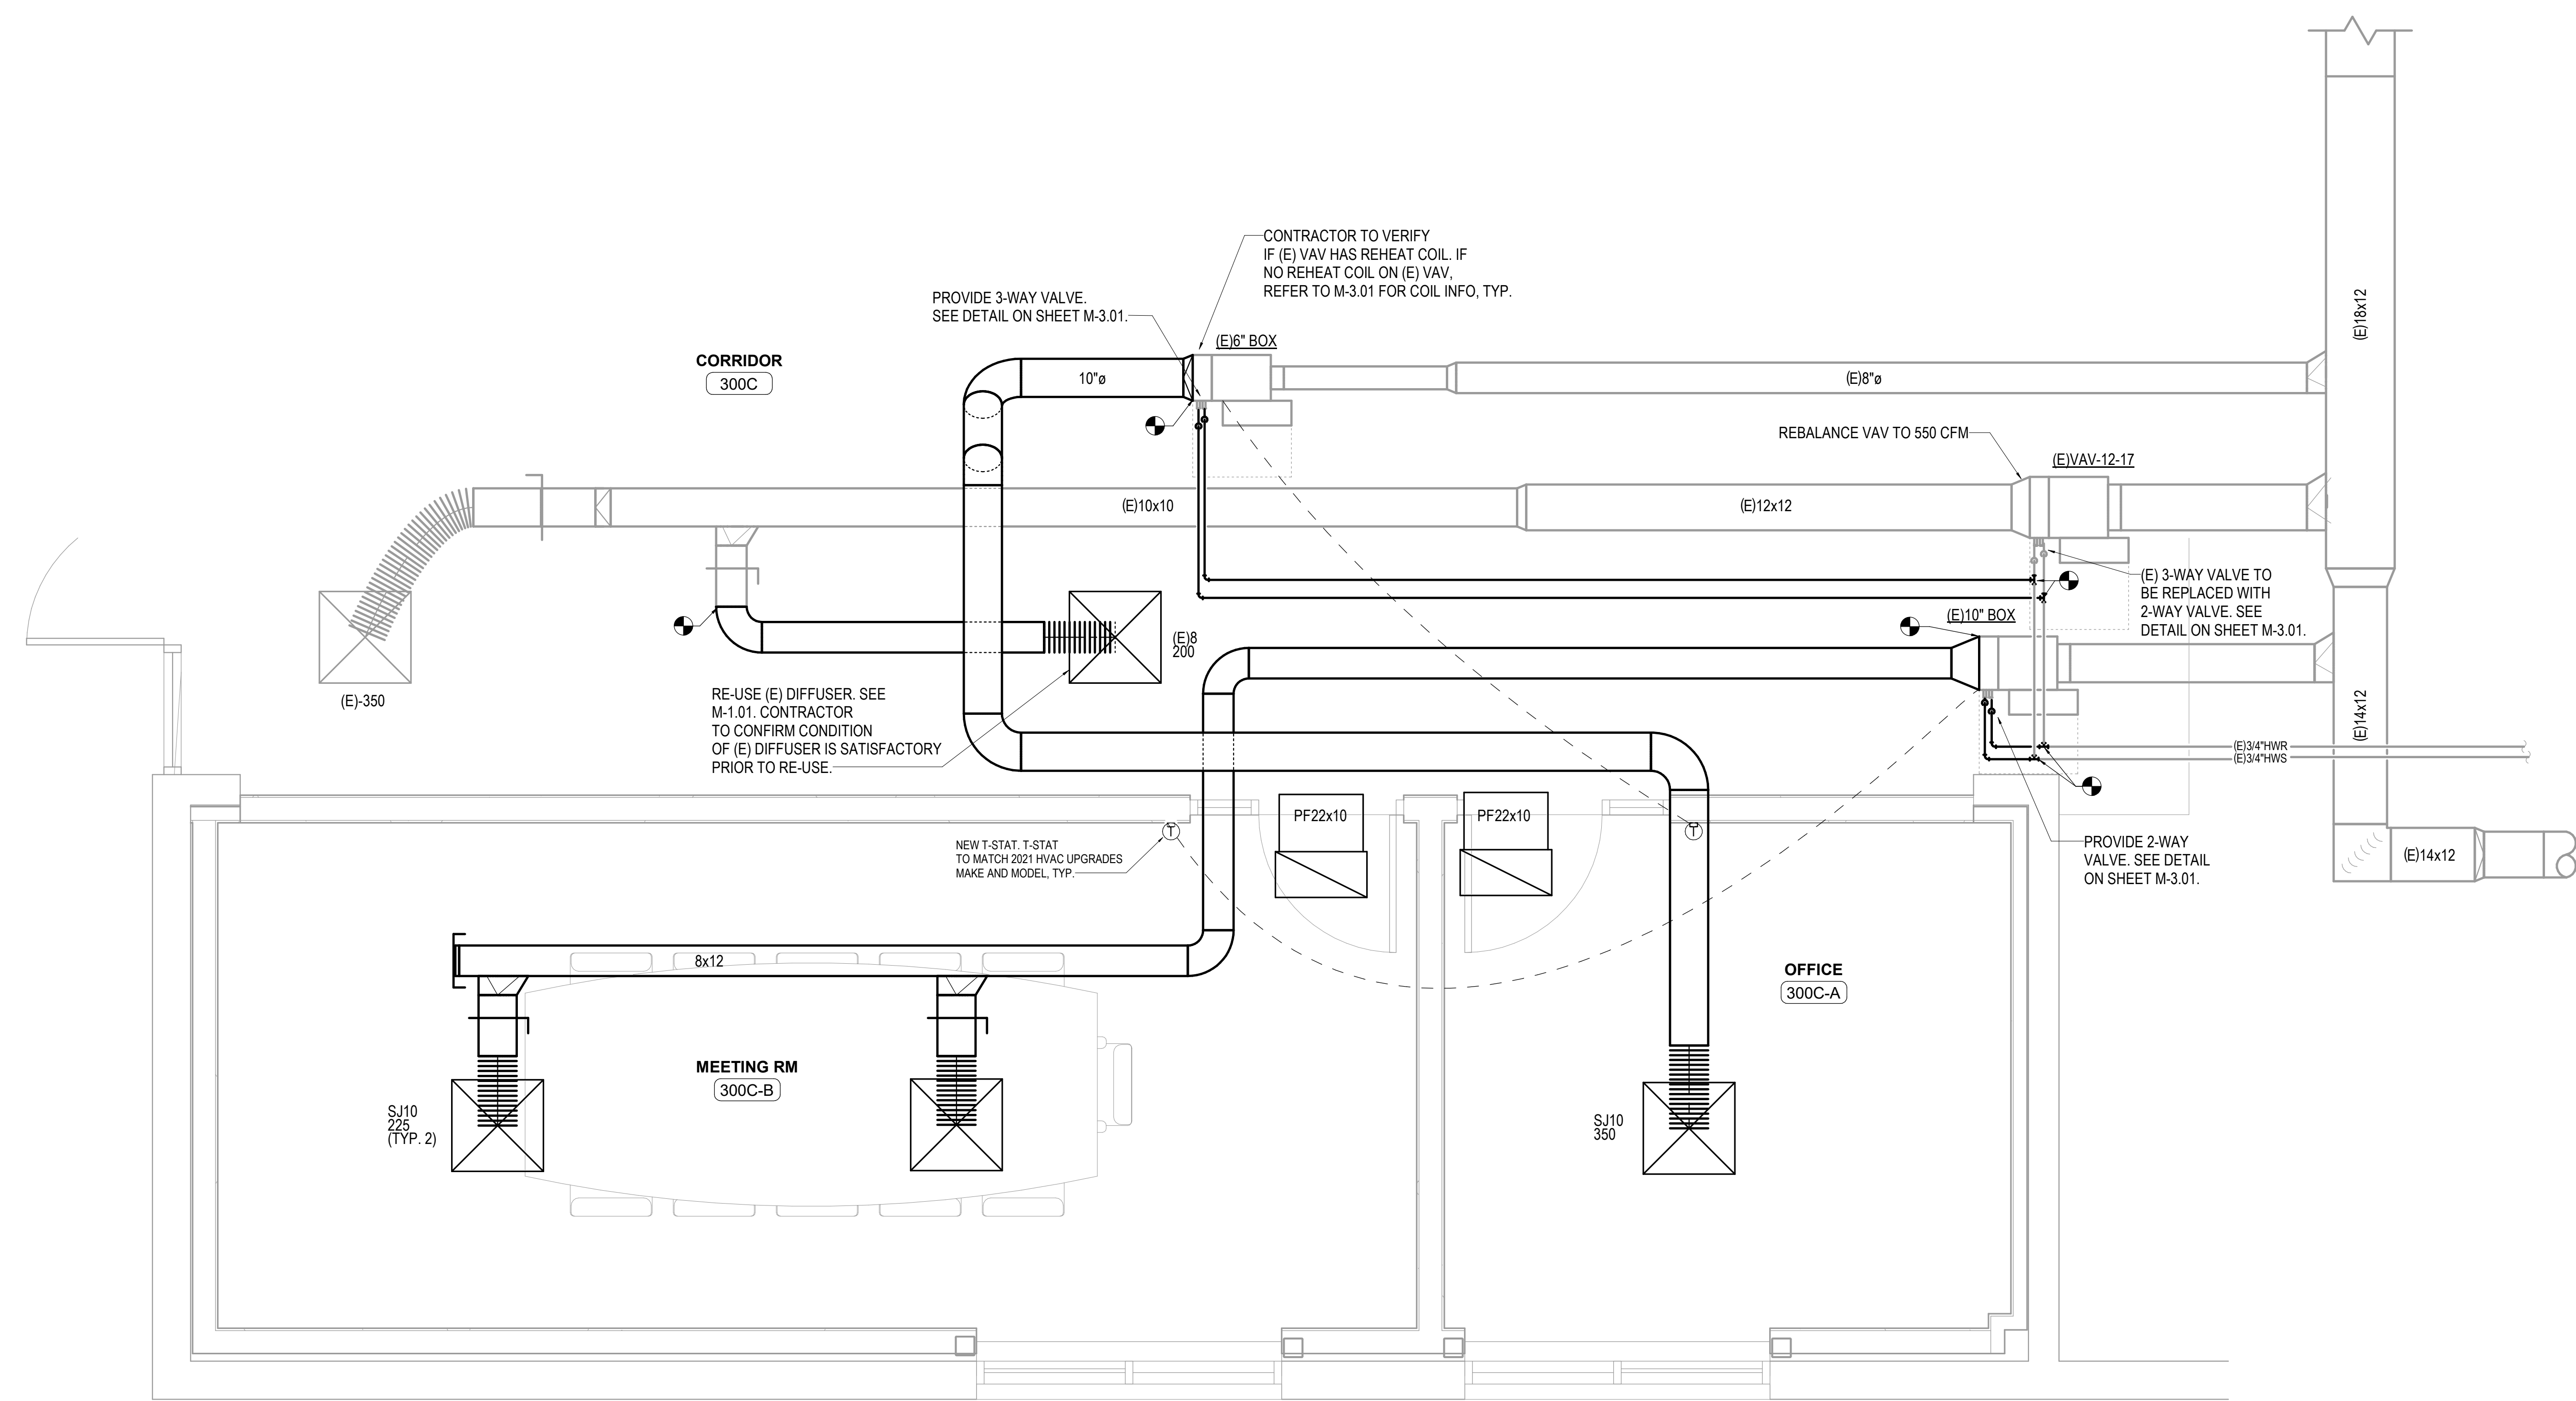 CONTRACTOR TO VERIFY
IF (E) VAV HAS REHEAT COIL. IF
NO REHEAT COIL ON (E) VAV,
REFER TO M-3.01 FOR COIL INFO, TYP.
PROVIDE 3-WAY VALVE.
SEE DETAIL ON SHEET M-3.01.
(E)18x12
(E)6" BOX
CORRIDOR
300C
10"ø
(E)8"ø
REBALANCE VAV TO 550 CFM
(E)VAV-12-17
(E)10x10
(E)12x12
(E) 3-WAY VALVE TO
BE REPLACED WITH
2-WAY VALVE. SEE
DETAIL ON SHEET M-3.01.
(E)10" BOX
(E)8
200
(E)-350
RE-USE (E) DIFFUSER. SEE
M-1.01. CONTRACTOR
TO CONFIRM CONDITION
OF (E) DIFFUSER IS SATISFACTORY
PRIOR TO RE-USE.
(E)14x12
(E)3/4"HWR
(E)3/4"HWS
PF22x10
PF22x10
T
T
NEW T-STAT. T-STAT
TO MATCH 2021 HVAC UPGRADES
MAKE AND MODEL, TYP.
PROVIDE 2-WAY
VALVE. SEE DETAIL
ON SHEET M-3.01.
(E)14x12
8x12
OFFICE
300C-A
MEETING RM
300C-B
SJ10
225
(TYP. 2)
SJ10
350